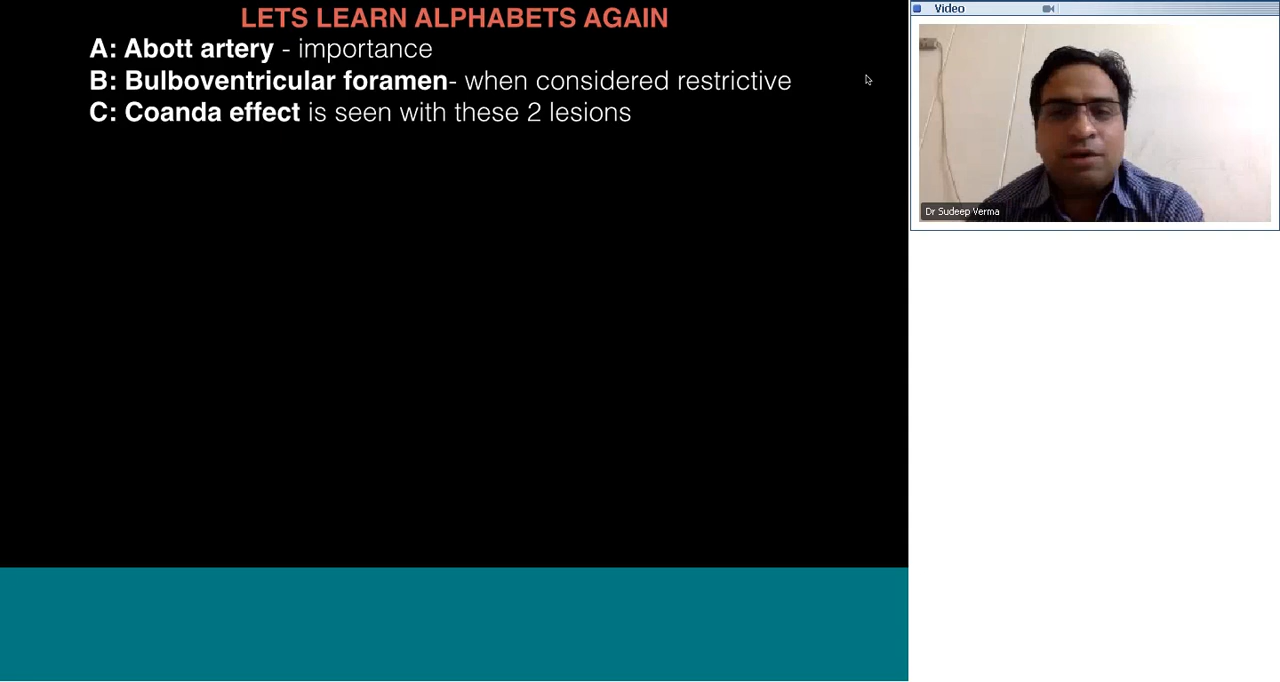 LETS LEARN ALPHABETS AGAIN
A: Abott artery - importance
B: Bulboventricular foramen- when considered restrictive
C: Coanda effect is seen with these 2 lesions
Video
Dr Sudeep Verma